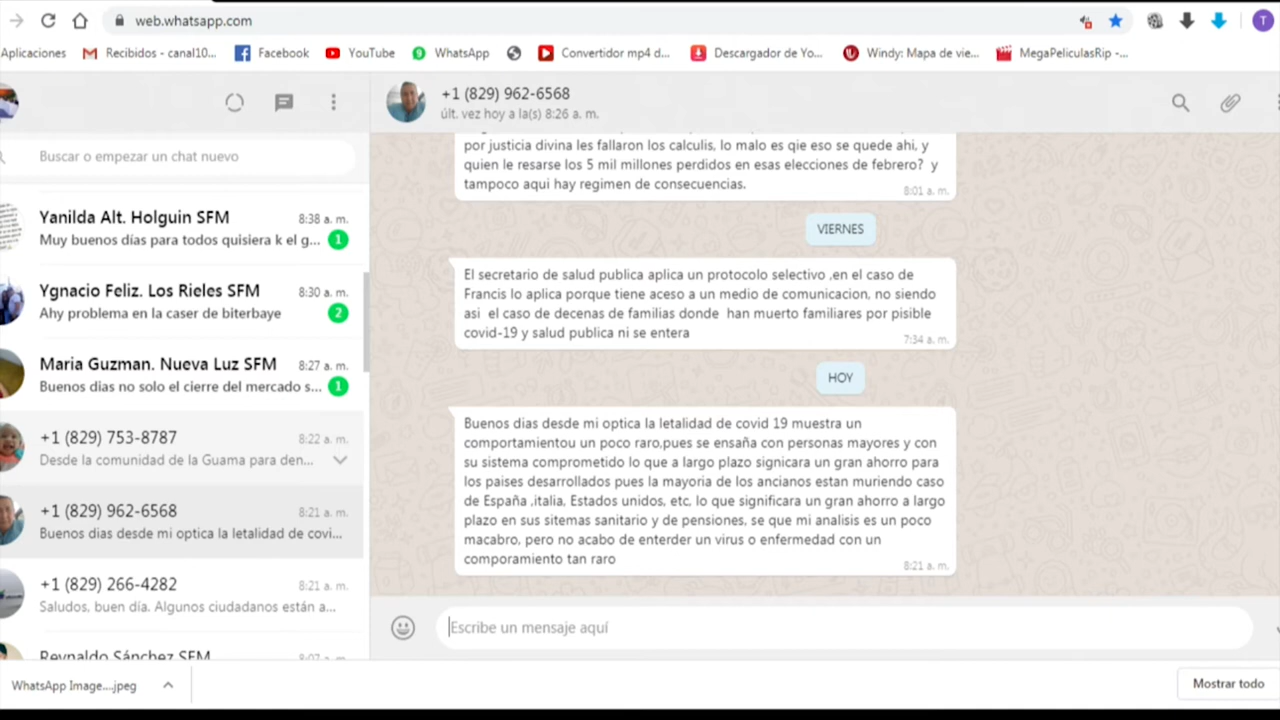 web.whatsapp.com
T
Aplicaciones
Recibidos - canal10...
Facebook
YouTube
WhatsApp
Convertidor mp4 d...
Descargador de Yo...
Windy: Mapa de vie...
MegaPeliculasRip -...
+1 (829) 962-6568
últ. vez hoy a la(s) 8:26 a. m.
Buscar o empezar un chat nuevo
Yanilda Alt. Holguin SFM 8:38 a. m.
Muy buenos días para todos quisiera k el g... 1
Ygnacio Feliz. Los Rieles SFM 8:30 a. m.
Ahy problema en la caser de biterbaye 2
Maria Guzman. Nueva Luz SFM 8:27 a. m.
Buenos dias no solo el cierre del mercado s... 1
+1 (829) 753-8787 8:22 a. m.
Desde la comunidad de la Guama para den...
+1 (829) 962-6568 8:21 a. m.
Buenos dias desde mi optica la letalidad de covi...
+1 (829) 266-4282 8:21 a. m.
Saludos, buen día. Algunos ciudadanos están a...
Reynaldo Sánchez SFM 8:07 a. m.
por justicia divina les fallaron los calculis, lo malo es qie eso se quede ahi, y
quien le resarse los 5 mil millones perdidos en esas elecciones de febrero? y
tampoco aqui hay regimen de consecuencias.
8:01 a. m.
VIERNES
El secretario de salud publica aplica un protocolo selectivo ,en el caso de
Francis lo aplica porque tiene aceso a un medio de comunicacion, no siendo
asi el caso de decenas de familias donde han muerto familiares por pisible
covid-19 y salud publica ni se entera
7:34 a. m.
HOY
Buenos dias desde mi optica la letalidad de covid 19 muestra un
comportamientou un poco raro,pues se ensaña con personas mayores y con
su sistema comprometido lo que a largo plazo signicara un gran ahorro para
los paises desarrollados pues la mayoria de los ancianos estan muriendo caso
de España ,italia, Estados unidos, etc, lo que significara un gran ahorro a largo
plazo en sus sitemas sanitario y de pensiones, se que mi analisis es un poco
macabro, pero no acabo de enterder un virus o enfermedad con un
comporamiento tan raro
8:21 a. m.
Escribe un mensaje aquí
WhatsApp Image....jpeg
Mostrar todo